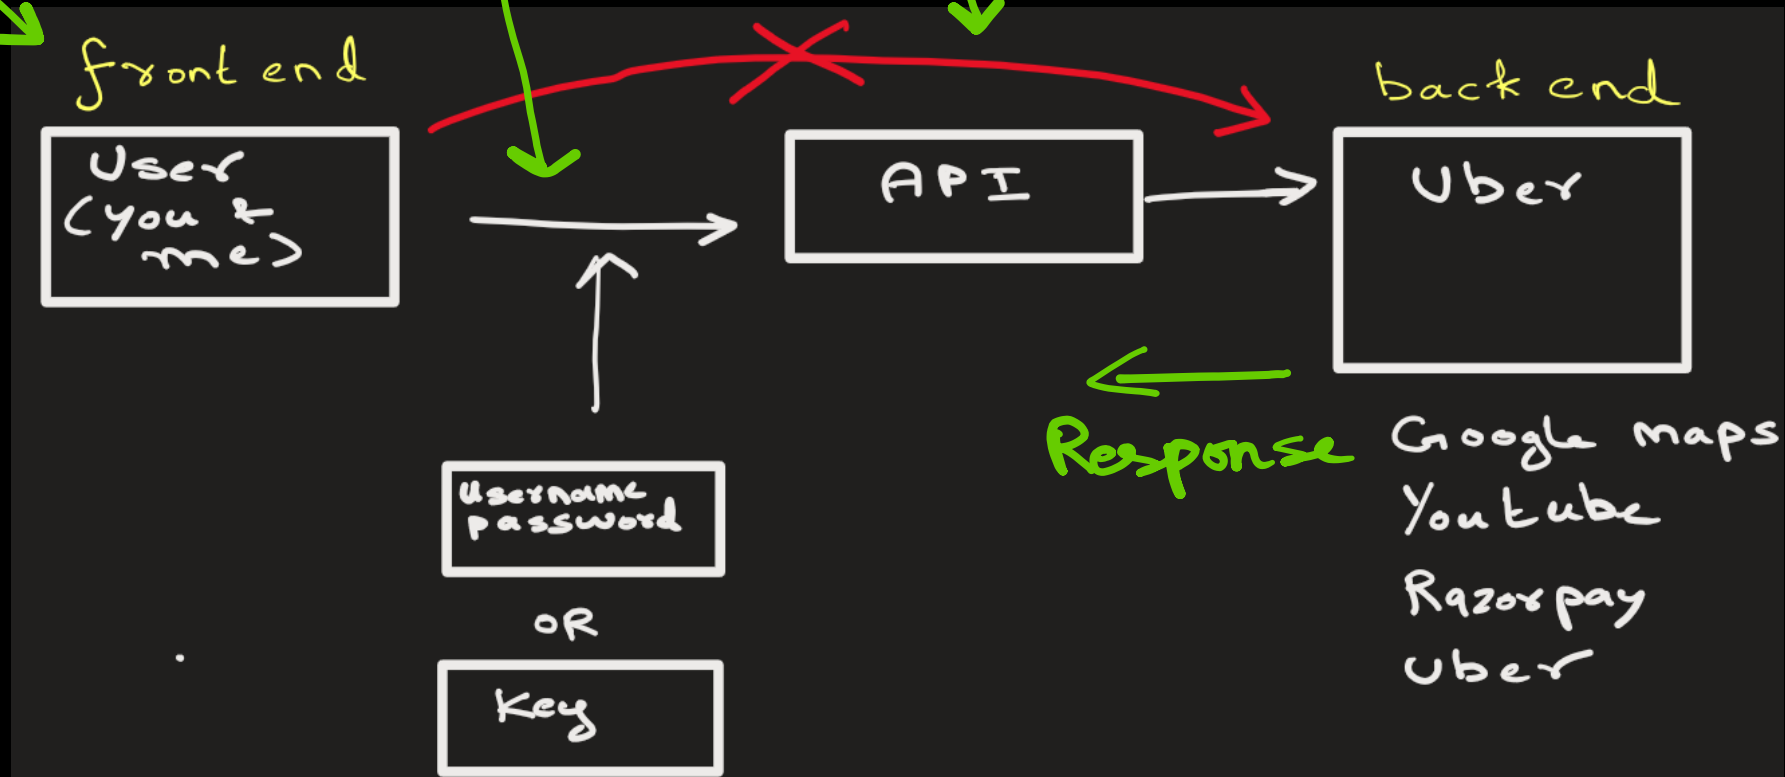 front end
back end
User
(you &
me)
API
Uber
Response
Google maps
Youtube
Razorpay
Uber
Username
password
OR
Key